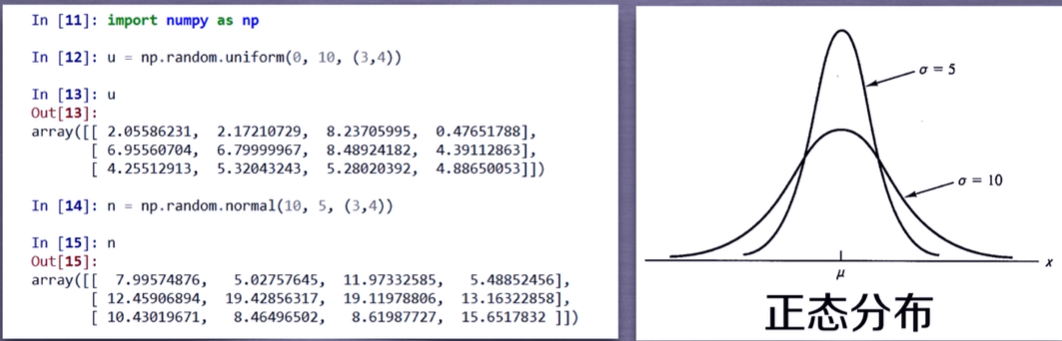 In [11]: import numpy as np
In [12]: u = np.random.uniform(0, 10, (3,4))
In [13]: u
Out[13]:
array([[ 2.05586231, 2.17210729, 8.23705995, 0.47651788],
[ 6.95560704, 6.79999967, 8.48924182, 4.39112863],
[ 4.25512913, 5.32043243, 5.28020392, 4.88650053]])
In [14]: n = np.random.normal(10, 5, (3,4))
In [15]: n
Out[15]:
array([[ 7.99574876, 5.02757645, 11.97332585, 5.48852456],
[ 12.45906894, 19.42856317, 19.11978806, 13.16322858],
[ 10.43019671, 8.46496502, 8.61987727, 15.6517832 ]])
σ = 5
σ = 10
μ
x
正态分布